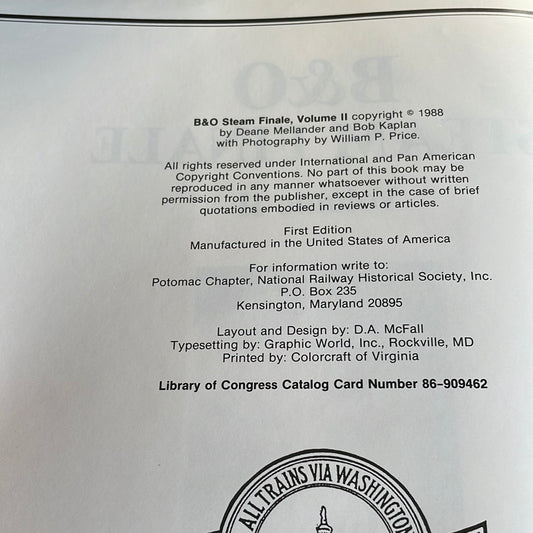 B&O Steam Finale, Volume II copyright © 1988
by Deane Mellander and Bob Kaplan
with Photography by William P. Price.
All rights reserved under International and Pan American
Copyright Conventions. No part of this book may be
reproduced in any manner whatsoever without written
permission from the publisher, except in the case of brief
quotations embodied in reviews or articles.
First Edition
Manufactured in the United States of America
For information write to:
Potomac Chapter, National Railway Historical Society, Inc.
P.O. Box 235
Kensington, Maryland 20895
Layout and Design by: D.A. McFall
Typesetting by: Graphic World, Inc., Rockville, MD
Printed by: Colorcraft of Virginia
Library of Congress Catalog Card Number 86-909462
ALL TRAINS VIA WASHINGTON